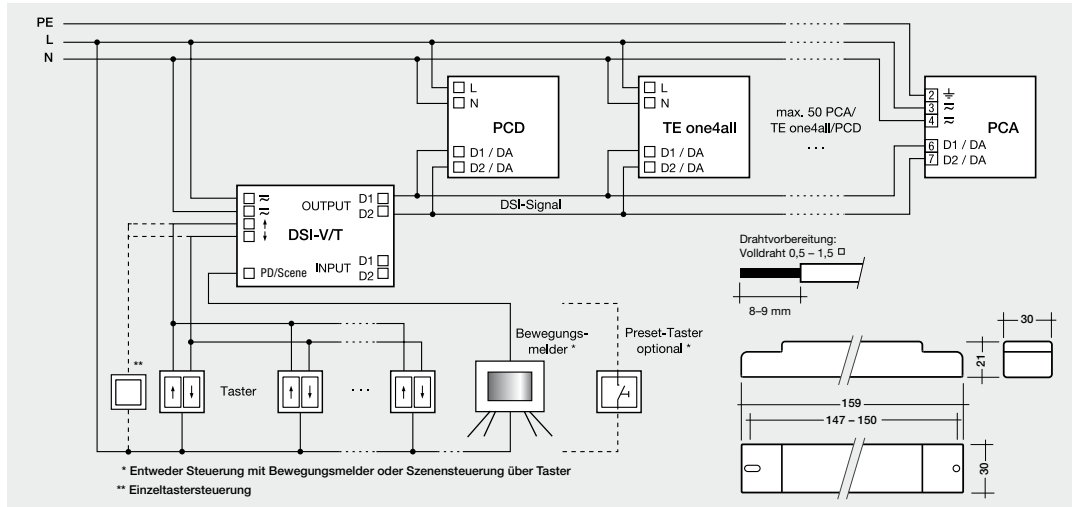 PE
L
N
L
N
PCD
D1 / DA
D2 / DA
L
N
TE one4all
D1 / DA
D2 / DA
max. 50 PCA/
TE one4all/PCD
...
2
3
4
PCA
6 D1 / DA
7 D2 / DA
OUTPUT D1
D2
DSI-V/T
↑
↓
PD/Scene
INPUT D1
D2
DSI-Signal
Drahtvorbereitung:
Volldraht 0,5 – 1,5
8–9 mm
Bewegungs-
melder *
Preset-Taster
optional *
**
↑ ↓
Taster
↑ ↓
...
↑ ↓
30
21
159
147 – 150
30
* Entweder Steuerung mit Bewegungsmelder oder Szenensteuerung über Taster
** Einzeltastersteuerung